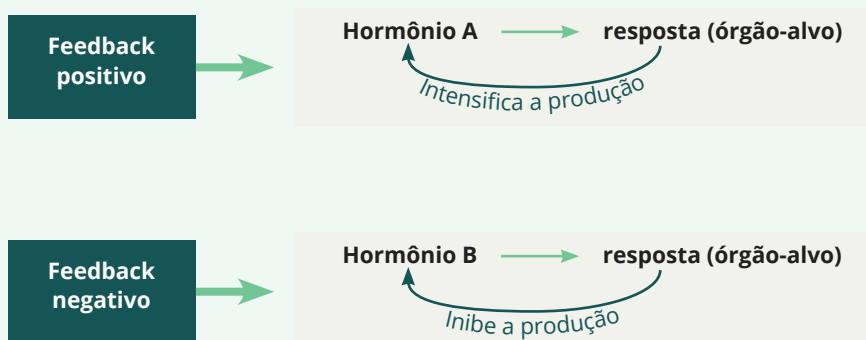 Feedback
positivo
Hormônio A
resposta (órgão-alvo)
Intensifica a produção
Feedback
negativo
Hormônio B
resposta (órgão-alvo)
Inibe a produção